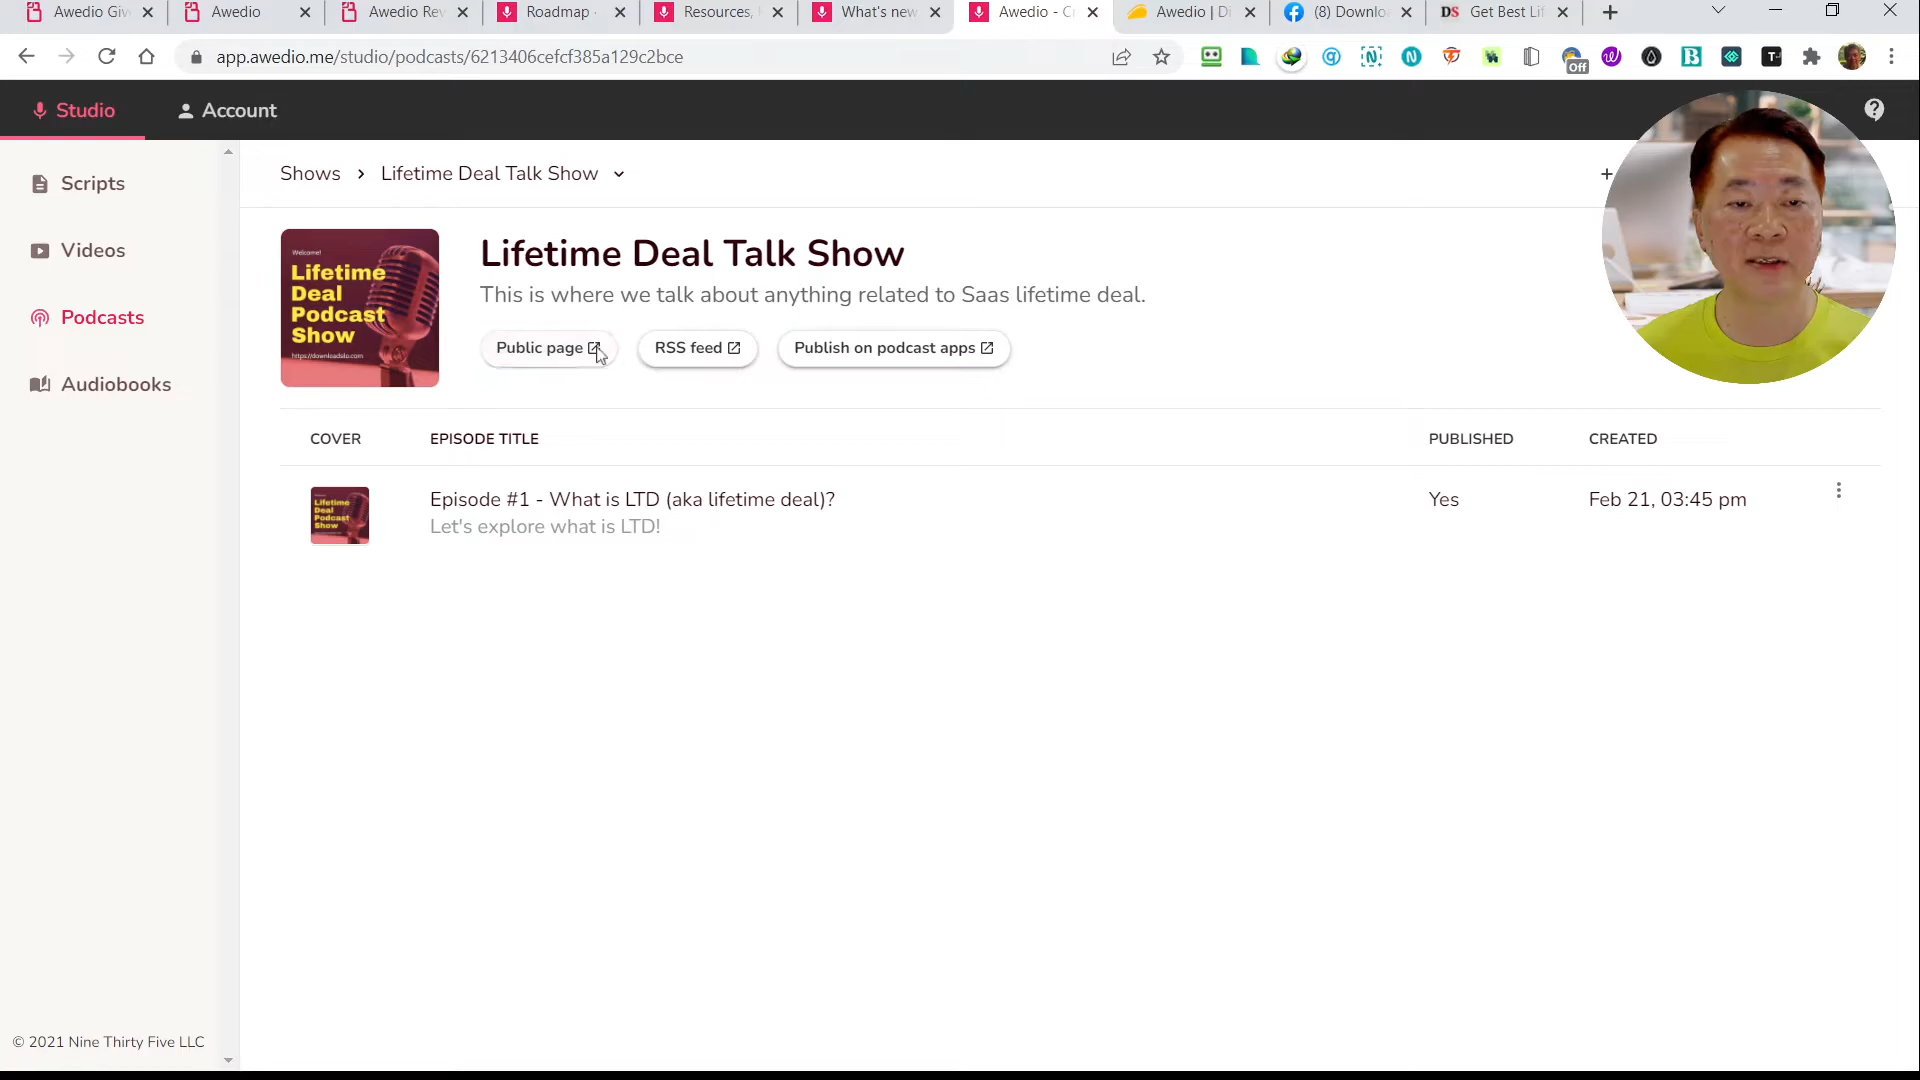 Awedio Giv
Awedio
Awedio Rev
Roadmap -
Resources,
What's new
Awedio - C
Awedio | Di
(8) Downlo
DS Get Best Lif
app.awedio.me/studio/podcasts/6213406cefcf385a129c2bce
Off
Studio
Account
Scripts
Videos
Podcasts
Audiobooks
© 2021 Nine Thirty Five LLC
Shows > Lifetime Deal Talk Show
Welcome!
Lifetime
Deal
Podcast
Show
https://downloadalo.com
Lifetime Deal Talk Show
This is where we talk about anything related to Saas lifetime deal.
Public page
RSS feed
Publish on podcast apps
COVER EPISODE TITLE PUBLISHED CREATED
Lifetime
Deal
Podcast
Show
Episode #1 - What is LTD (aka lifetime deal)? Yes Feb 21, 03:45 pm
Let's explore what is LTD!